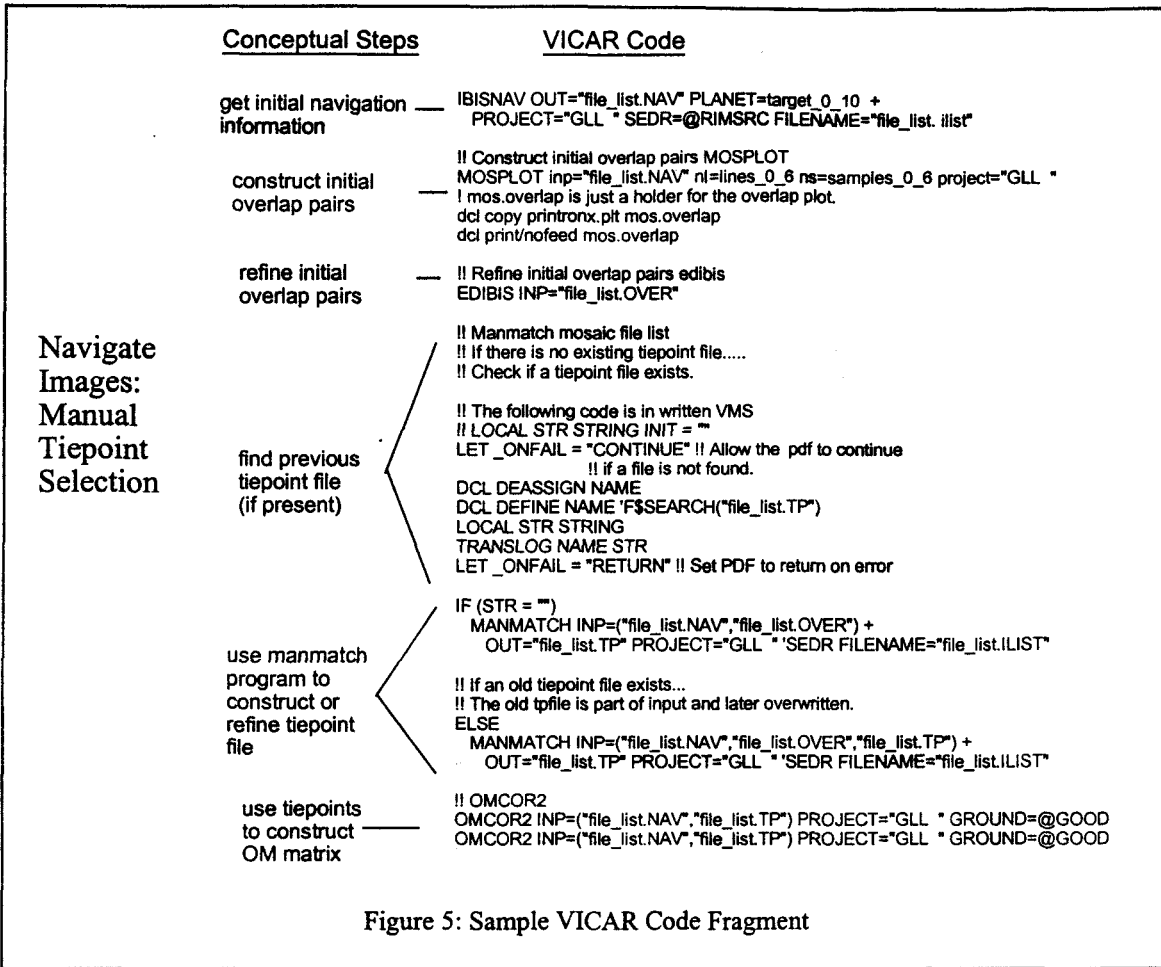 Conceptual Steps VICAR Code
get initial navigation information
IBISNAV OUT="file_list.NAV" PLANET=target_0_10 +
PROJECT="GLL " SEDR=@RIMSRC FILENAME="file_list. ilist"
construct initial overlap pairs
!! Construct initial overlap pairs MOSPLOT
MOSPLOT inp="file_list.NAV" nl=lines_0_6 ns=samples_0_6 project="GLL "
! mos.overlap is just a holder for the overlap plot.
dcl copy printronx.plt mos.overlap
dcl print/nofeed mos.overlap
refine initial overlap pairs
!! Refine initial overlap pairs edibis
EDIBIS INP="file_list.OVER"
Navigate
Images:
Manual
Tiepoint
Selection
find previous
tiepoint file
(if present)
!! Manmatch mosaic file list
!! If there is no existing tiepoint file.....
!! Check if a tiepoint file exists.
!! The following code is in written VMS
!! LOCAL STR STRING INIT = ""
LET _ONFAIL = "CONTINUE" !! Allow the pdf to continue
!! if a file is not found.
DCL DEASSIGN NAME
DCL DEFINE NAME 'F$SEARCH("file_list.TP")
LOCAL STR STRING
TRANSLOG NAME STR
LET _ONFAIL = "RETURN" !! Set PDF to return on error
use manmatch
program to
construct or
refine tiepoint
file
IF (STR = "")
MANMATCH INP=("file_list.NAV","file_list.OVER") +
OUT="file_list.TP" PROJECT="GLL " 'SEDR FILENAME="file_list.ILIST"
!! If an old tiepoint file exists...
!! The old tpfile is part of input and later overwritten.
ELSE
MANMATCH INP=("file_list.NAV","file_list.OVER","file_list.TP") +
OUT="file_list.TP" PROJECT="GLL " 'SEDR FILENAME="file_list.ILIST"
use tiepoints
to construct
OM matrix
!! OMCOR2
OMCOR2 INP=("file_list.NAV","file_list.TP") PROJECT="GLL " GROUND=@GOOD
OMCOR2 INP=("file_list.NAV","file_list.TP") PROJECT="GLL " GROUND=@GOOD
Figure 5: Sample VICAR Code Fragment